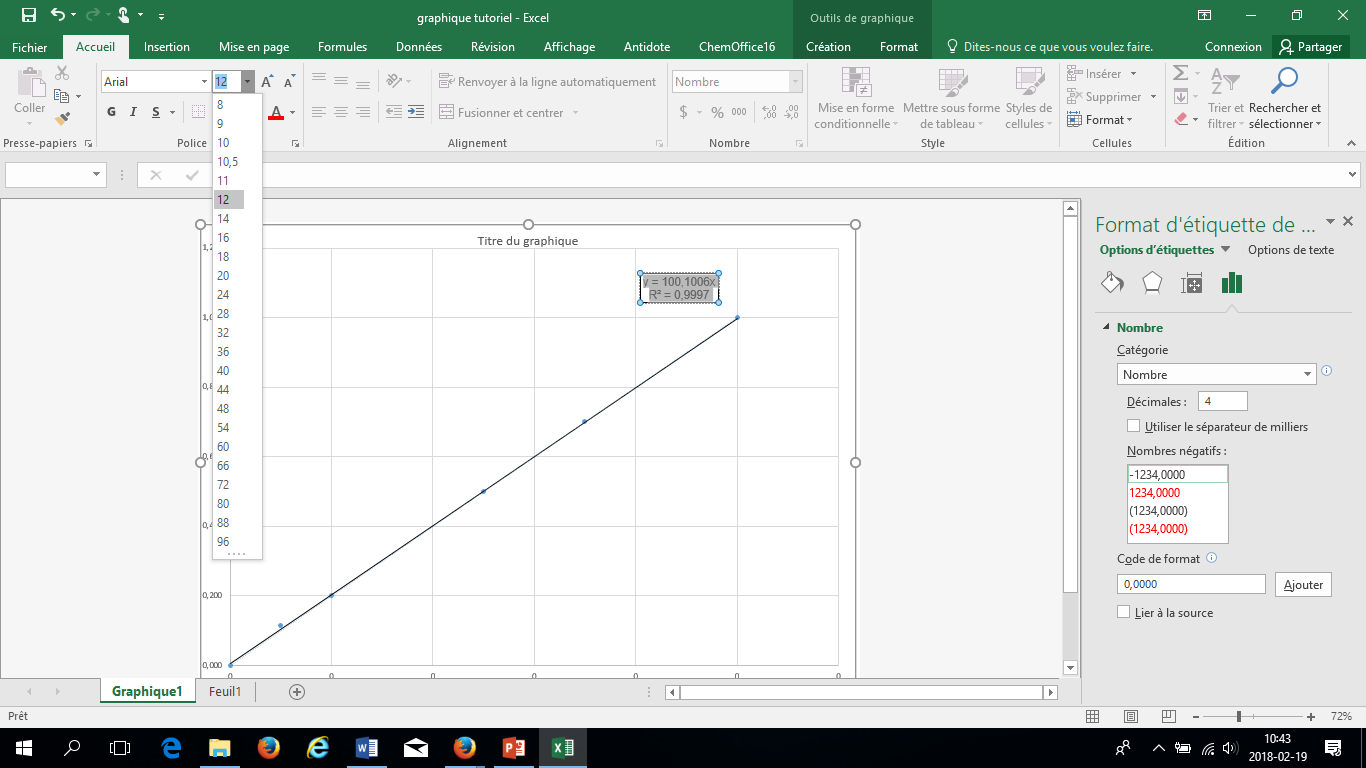 graphique tutoriel - Excel
Outils de graphique
Fichier Accueil Insertion Mise en page Formules Données Révision Affichage Antidote ChemOffice16 Création Format Dites-nous ce que vous voulez faire. Connexion Partager
Coller
Presse-papiers
Arial 12
G I S A
Police
Renvoyer à la ligne automatiquement
Fusionner et centrer
Alignement
Nombre
$ % 000
Nombre
Mise en forme conditionnelle
Mettre sous forme de tableau
Styles de cellules
Style
Insérer
Supprimer
Format
Cellules
Trier et filtrer
Rechercher et sélectionner
Édition
8
9
10
10,5
11
12
14
16
18
20
24
28
32
36
40
44
48
54
60
66
72
80
88
96
Titre du graphique
y = 100,1006x
R² = 0,9997
0,200
0,000
0 0 0 0 0 0 0
Format d'étiquette de ...
Options d'étiquettes Options de texte
Nombre
Catégorie
Nombre
Décimales : 4
Utiliser le séparateur de milliers
Nombres négatifs :
-1234,0000
1234,0000
(1234,0000)
(1234,0000)
Code de format
0,0000 Ajouter
Lier à la source
Graphique1 Feuil1
Prêt
72%
10:43
2018-02-19